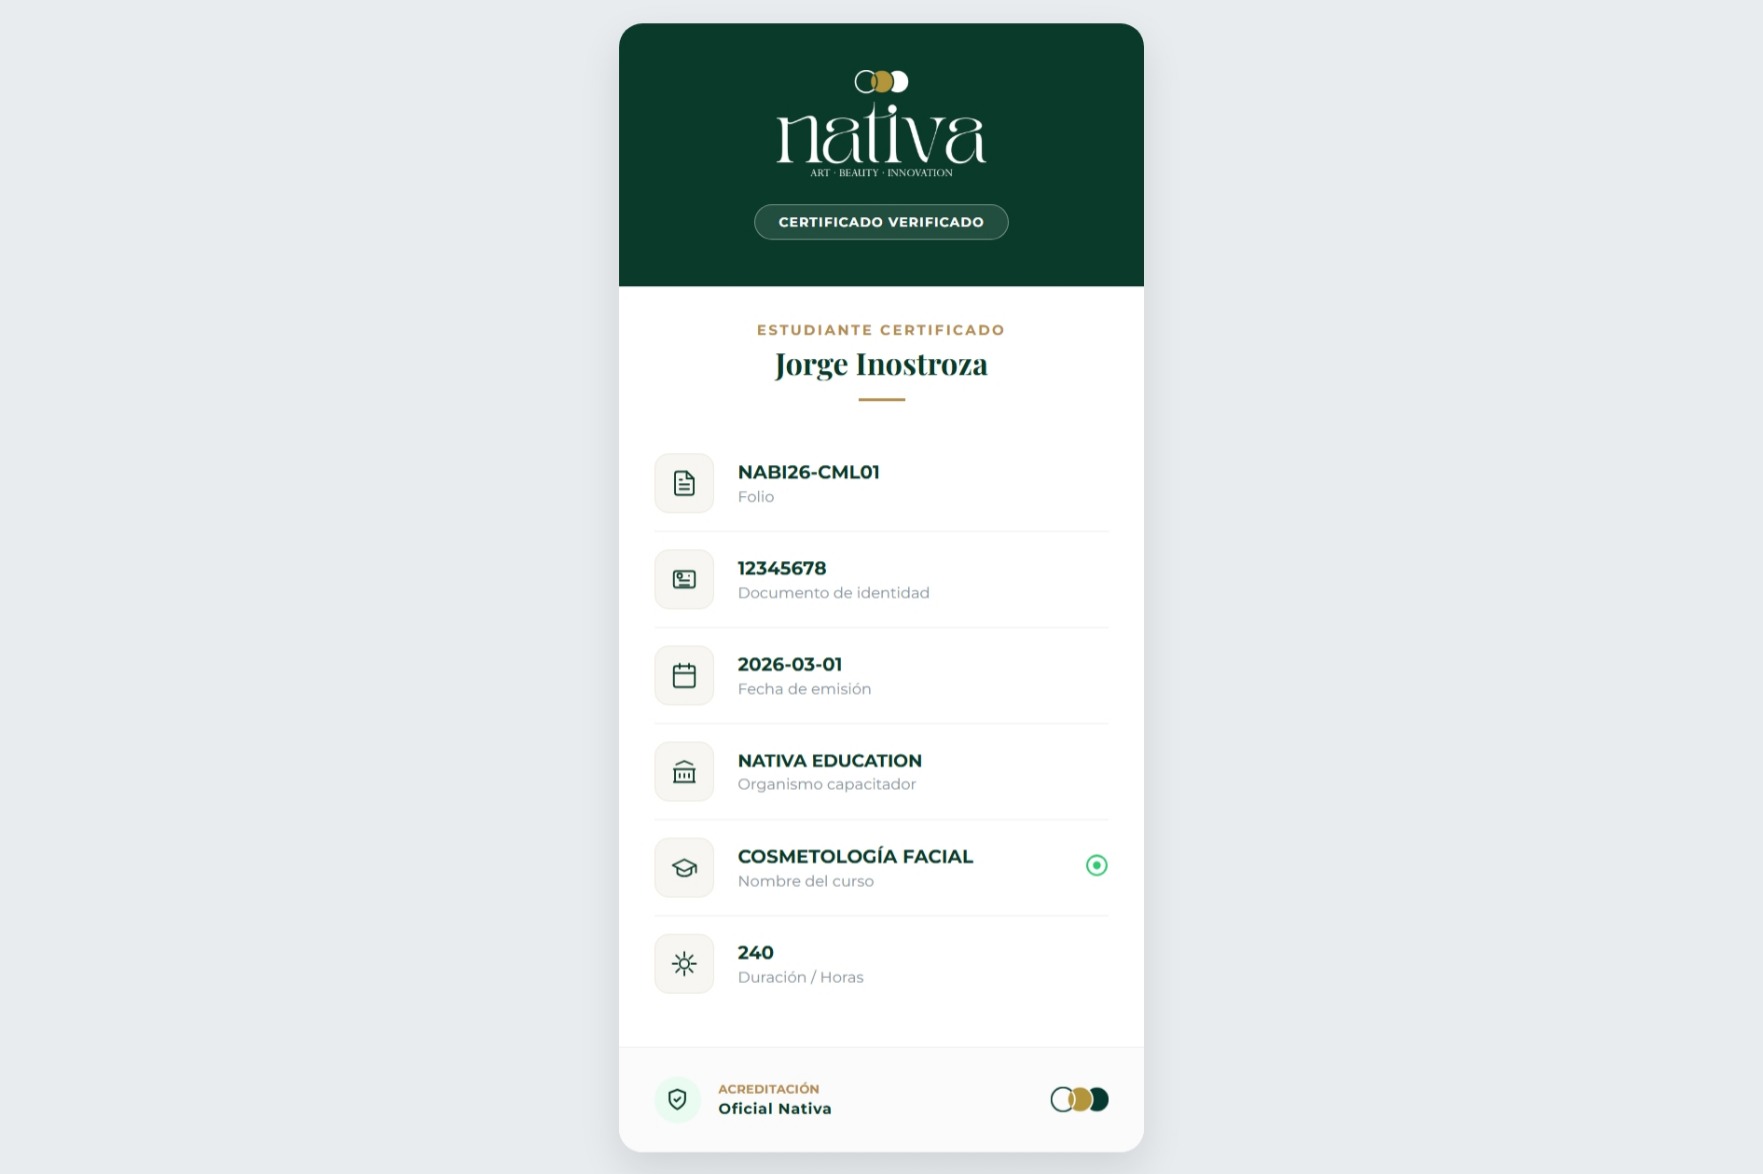 nativa
ART · BEAUTY · INNOVATION
CERTIFICADO VERIFICADO
ESTUDIANTE CERTIFICADO
Jorge Inostroza
NABI26-CML01
Folio
12345678
Documento de identidad
2026-03-01
Fecha de emisión
NATIVA EDUCATION
Organismo capacitador
COSMETOLOGÍA FACIAL
Nombre del curso
240
Duración / Horas
ACREDITACIÓN
Oficial Nativa